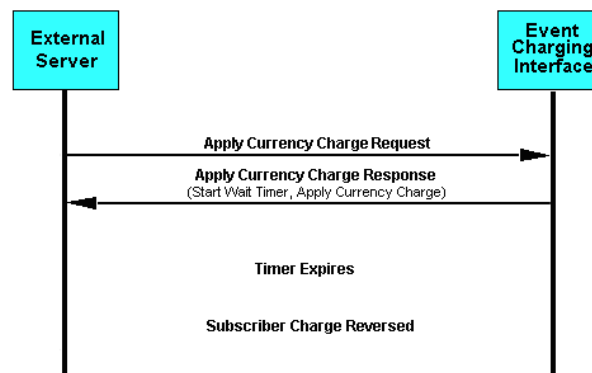 External
Server
Event
Charging
Interface
Apply Currency Charge Request
Apply Currency Charge Response
(Start Wait Timer, Apply Currency Charge)
Timer Expires
Subscriber Charge Reversed